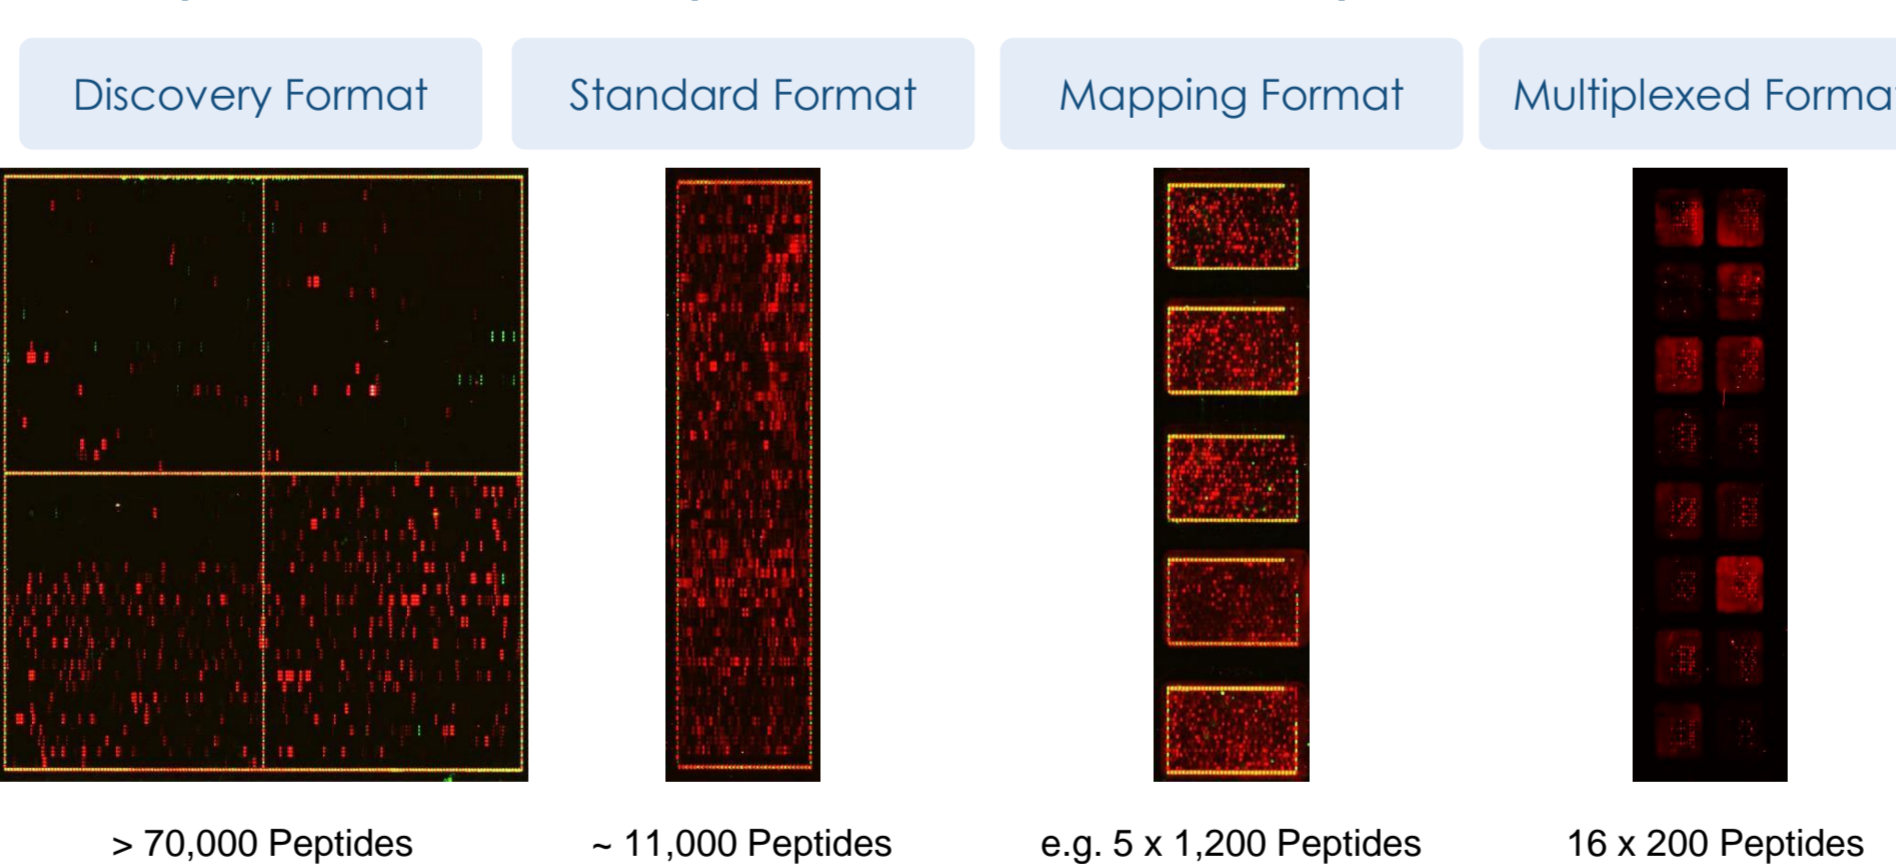 Discovery Format
Standard Format
Mapping Format
Multiplexed Format
> 70,000 Peptides
~ 11,000 Peptides
e.g. 5 x 1,200 Peptides
16 x 200 Peptides